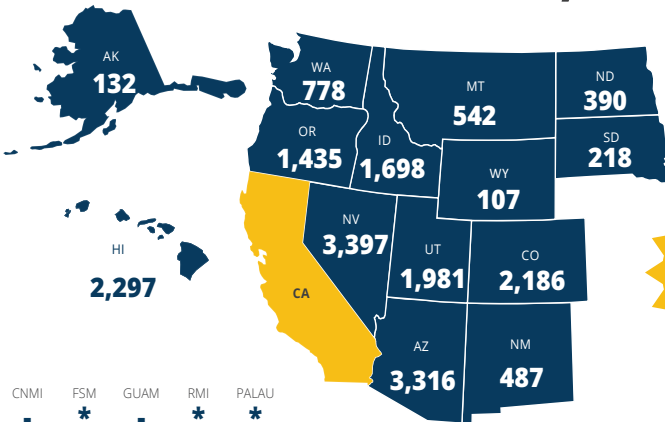 AK
132
WA
778
MT
542
ND
390
OR
1,435
ID
1,698
SD
218
WY
107
NV
3,397
HI
2,297
UT
1,981
CO
2,186
CA
AZ
3,316
NM
487
CNMI FSM GUAM RMI PALAU
- * - * *